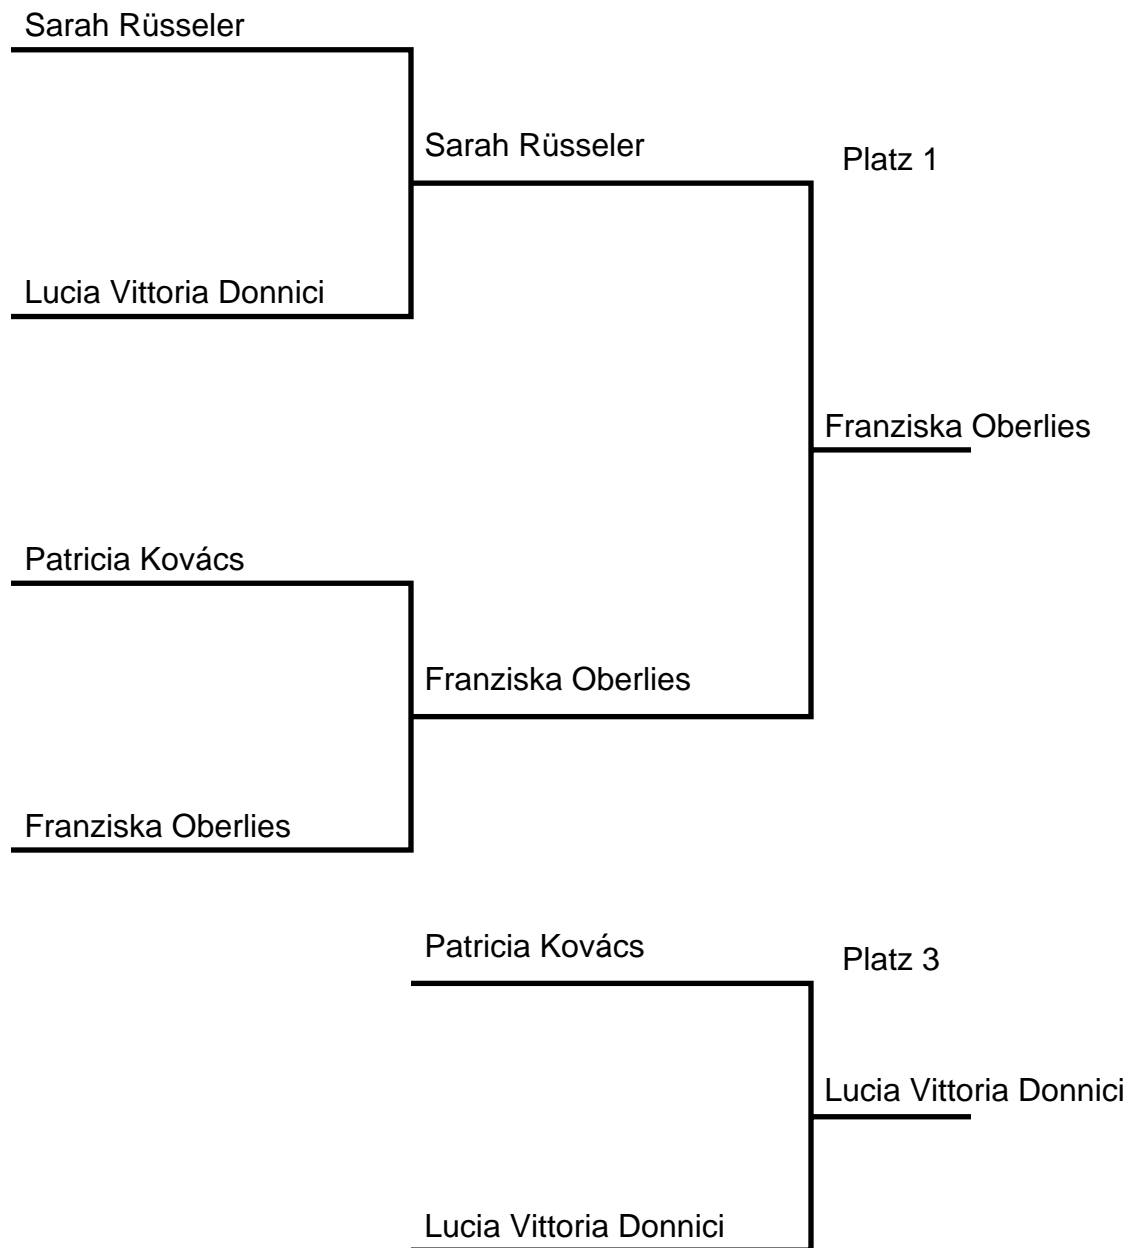 Sarah Rüsseler
Sarah Rüsseler
Platz 1
Lucia Vittoria Donnici
Franziska Oberlies
Patricia Kovács
Franziska Oberlies
Franziska Oberlies
Patricia Kovács
Platz 3
Lucia Vittoria Donnici
Lucia Vittoria Donnici